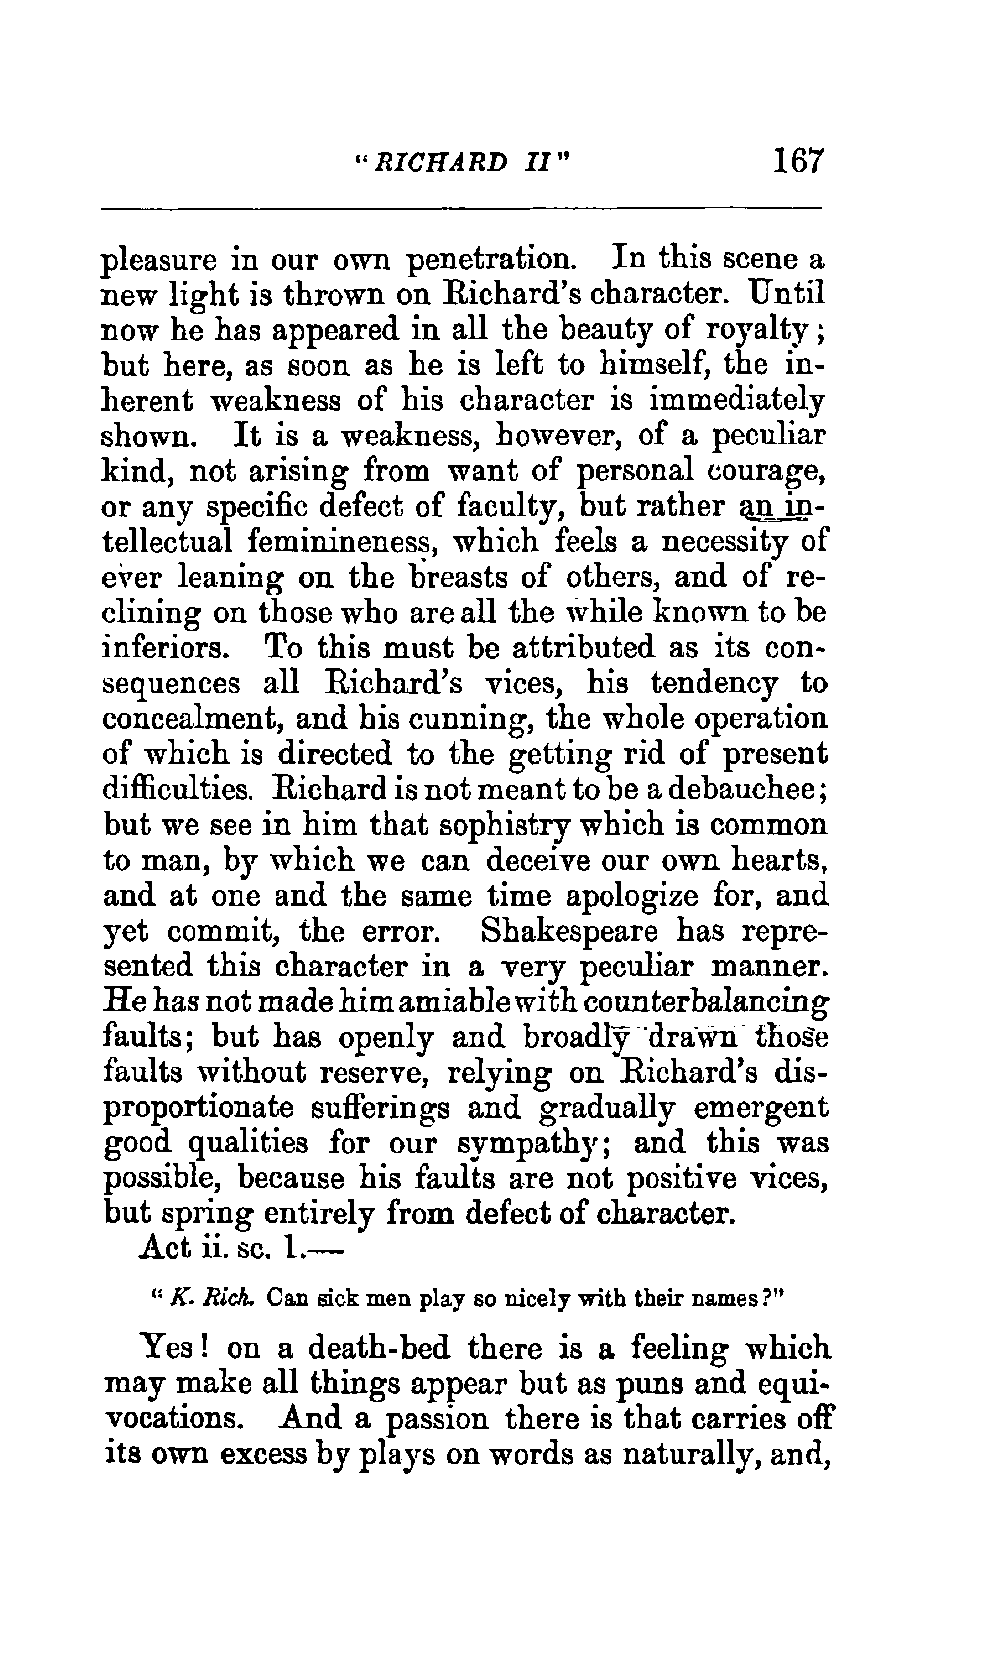 "RICHARD II" 167
pleasure in our own penetration. In this scene a
new light is thrown on Richard's character. Until
now he has appeared in all the beauty of royalty;
but here, as soon as he is left to himself, the in-
herent weakness of his character is immediately
shown. It is a weakness, however, of a peculiar
kind, not arising from want of personal courage,
or any specific defect of faculty, but rather an in-
tellectual feminineness, which feels a necessity of
ever leaning on the breasts of others, and of re-
clining on those who are all the while known to be
inferiors. To this must be attributed as its con-
sequences all Richard's vices, his tendency to
concealment, and his cunning, the whole operation
of which is directed to the getting rid of present
difficulties. Richard is not meant to be a debauchee;
but we see in him that sophistry which is common
to man, by which we can deceive our own hearts,
and at one and the same time apologize for, and
yet commit, the error. Shakespeare has repre-
sented this character in a very peculiar manner.
He has not made him amiable with counterbalancing
faults; but has openly and broadly drawn those
faults without reserve, relying on Richard's dis-
proportionate sufferings and gradually emergent
good qualities for our sympathy; and this was
possible, because his faults are not positive vices,
but spring entirely from defect of character.
Act ii. sc. 1.—
"K. Rich. Can sick men play so nicely with their names?"
Yes! on a death-bed there is a feeling which
may make all things appear but as puns and equi-
vocations. And a passion there is that carries off
its own excess by plays on words as naturally, and,